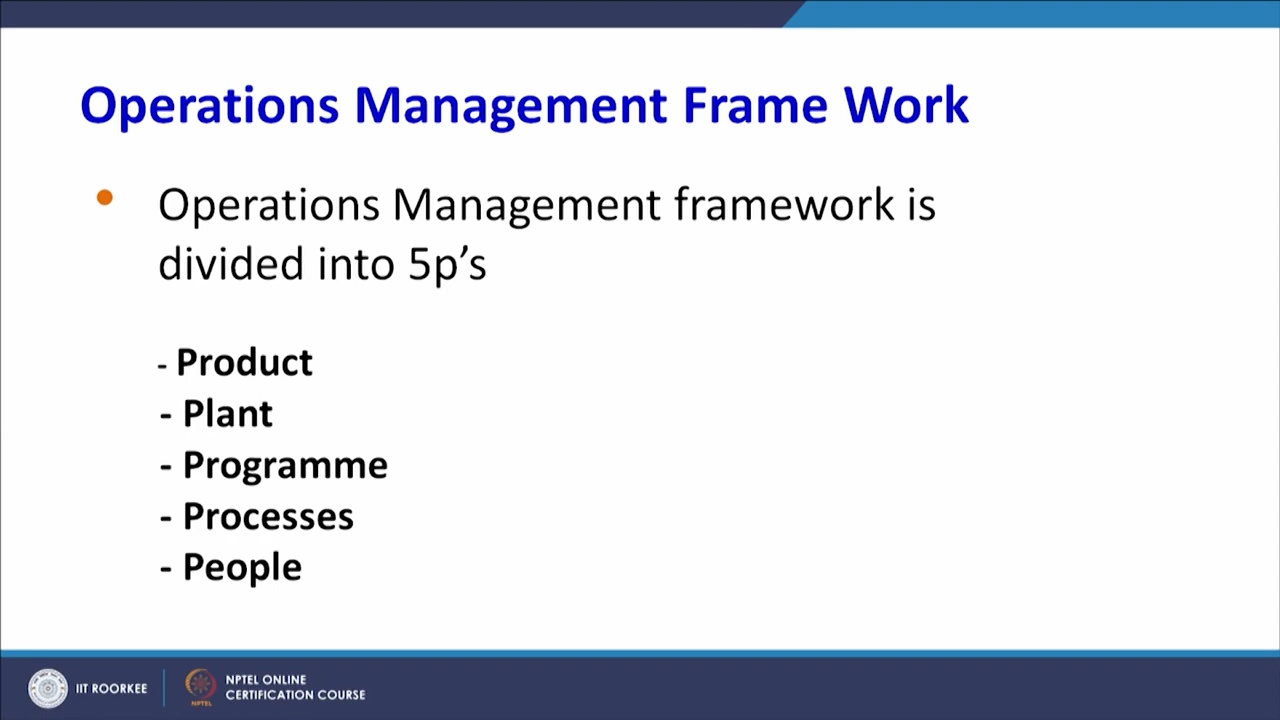 Operations Management Frame Work
• Operations Management framework is
divided into 5p’s
- Product
- Plant
- Programme
- Processes
- People
IIT ROORKEE
NPTEL
NPTEL ONLINE
CERTIFICATION COURSE